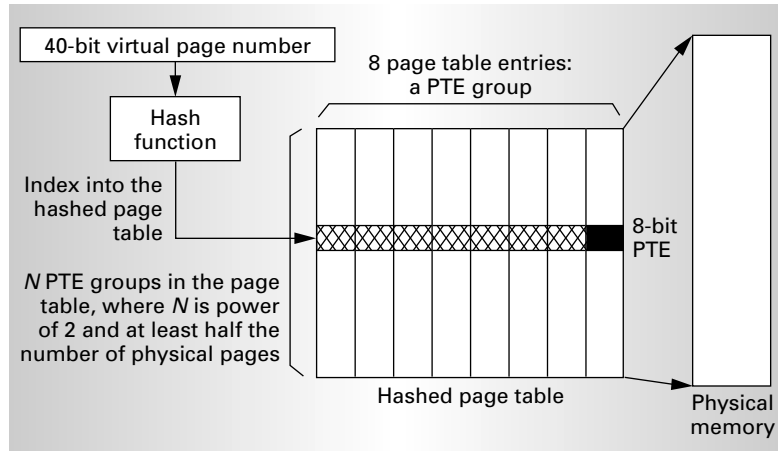 40-bit virtual page number
8 page table entries:
a PTE group
Hash
function
Index into the
hashed page
table
8-bit
PTE
N PTE groups in the page
table, where N is power
of 2 and at least half the
number of physical pages
Hashed page table
Physical
memory